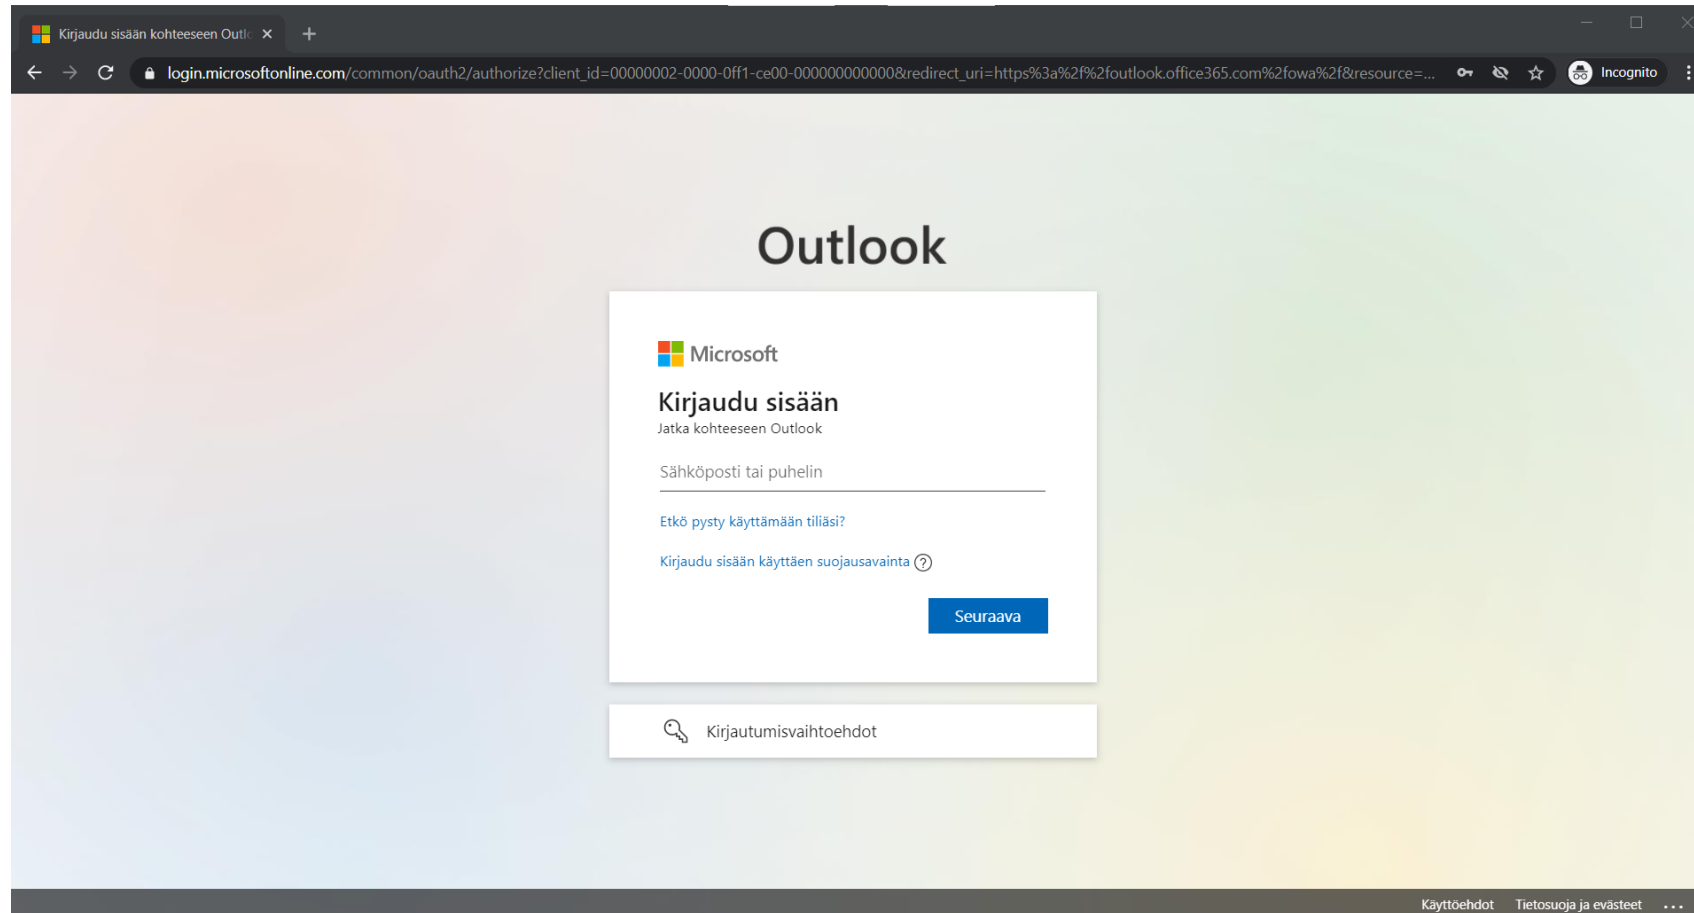 Kirjaudu sisään kohteeseen Outlo
login.microsoftonline.com/common/oauth2/authorize?client_id=00000002-0000-0ff1-ce00-000000000000&redirect_uri=https%3a%2f%2foutlook.office365.com%2fowa%2f&resource=... Incognito
Outlook
Microsoft
Kirjaudu sisään
Jatka kohteeseen Outlook
Sähköposti tai puhelin
Etkö pysty käyttämään tiliäsi?
Kirjaudu sisään käyttäen suojausavainta ?
Seuraava
Kirjautumisvaihtoehdot
Käyttöehdot Tietosuoja ja evästeet ...